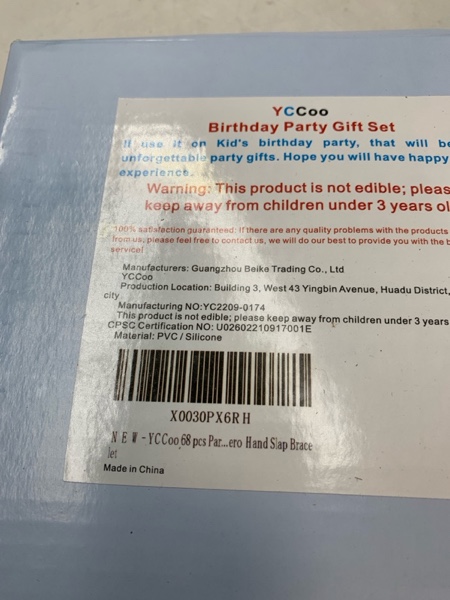 YCCoo
Birthday Party Gift Set
use it on Kid's birthday party, that will be
unforgettable party gifts. Hope you will have happy
experience.
Warning: This product is not edible; pleas
keep away from children under 3 years ol
100% satisfaction guaranteed: If there are any quality problems with the products
from us, please feel free to contact us, we will do our best to provide you with the b
service!
Manufacturers: Guangzhou Beike Trading Co., Ltd
YCCoo
Production Location: Building 3, West 43 Yingbin Avenue, Huadu District,
city
Manufacturing NO:YC2209-0174
This product is not edible; please keep away from children under 3 years
CPSC Certification NO: U02602210917001E
Material: PVC / Silicone
X0030PX6RH
NEW - YCCoo 68 pcs Par...ero Hand Slap Brace
let
Made in China